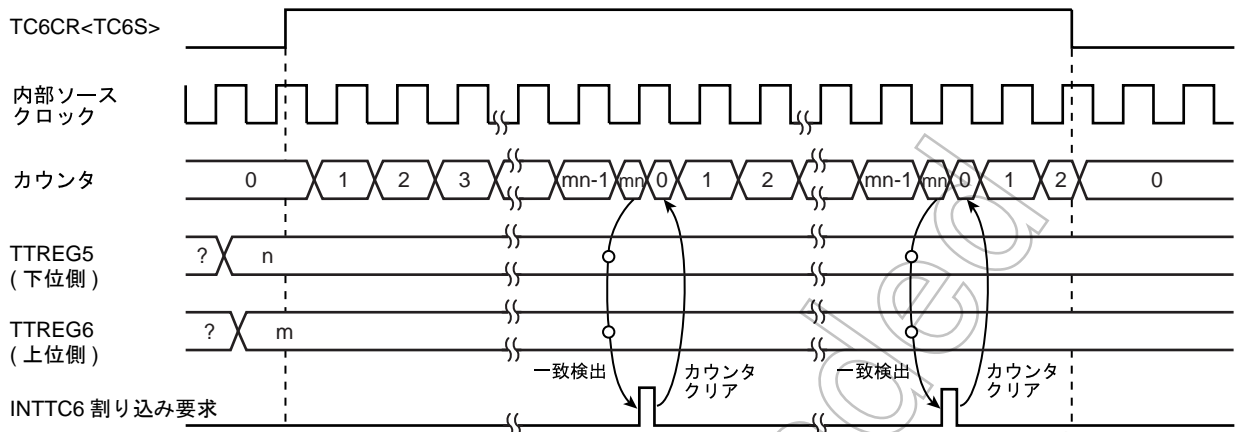 TC6CR<TC6S>
内部ソース
クロック
カウンタ 0 1 2 3 mn-1 mn 0 1 2 mn-1 mn 0 1 2 0
TTREG5 ? n
( 下位側 )
TTREG6 ? m
( 上位側 )
一致検出 カウンタ 一致検出 カウンタ
クリア クリア
INTTC6 割り込み要求